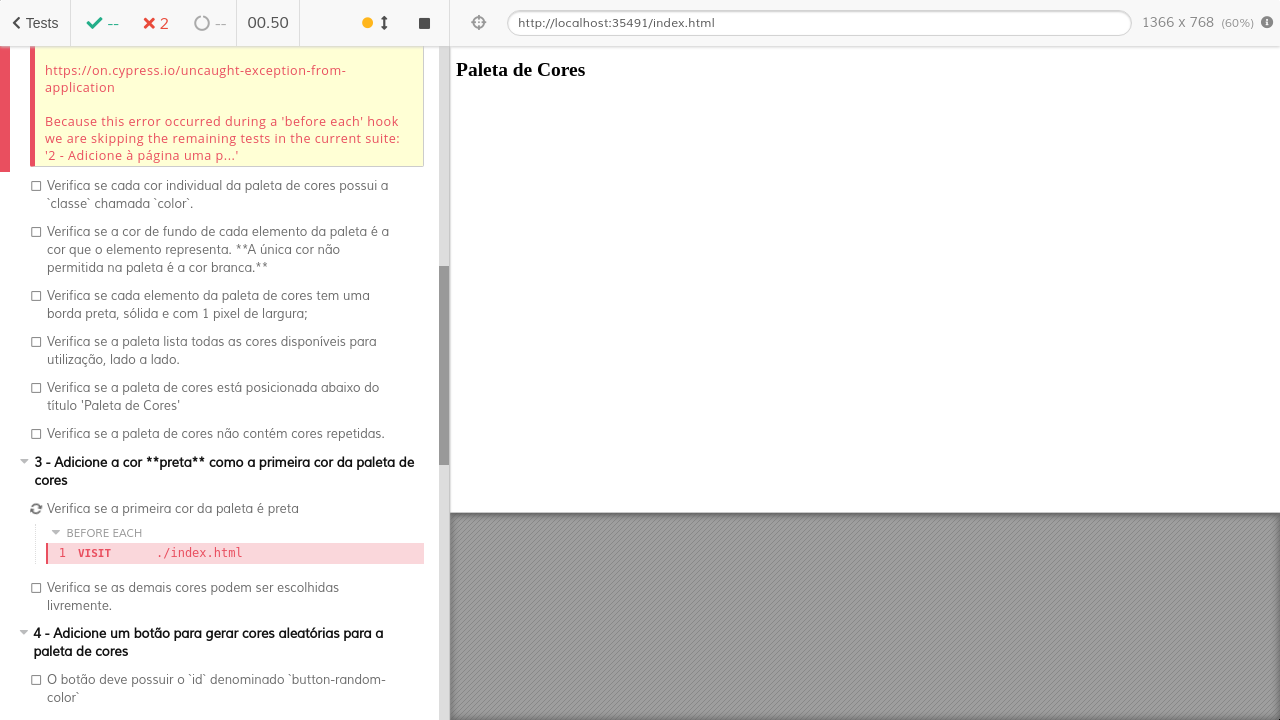 Tests
--
2
--
00.50
http://localhost:35491/index.html
1366 x 768 (60%)
https://on.cypress.io/uncaught-exception-from-
application
Because this error occurred during a 'before each' hook
we are skipping the remaining tests in the current suite:
'2 - Adicione à página uma p...'
Verifica se cada cor individual da paleta de cores possui a
`classe` chamada `color`.
Verifica se a cor de fundo de cada elemento da paleta é a
cor que o elemento representa. **A única cor não
permitida na paleta é a cor branca.**
Verifica se cada elemento da paleta de cores tem uma
borda preta, sólida e com 1 pixel de largura;
Verifica se a paleta lista todas as cores disponíveis para
utilização, lado a lado.
Verifica se a paleta de cores está posicionada abaixo do
título 'Paleta de Cores'
Verifica se a paleta de cores não contém cores repetidas.
3 - Adicione a cor **preta** como a primeira cor da paleta de
cores
Verifica se a primeira cor da paleta é preta
BEFORE EACH
1 VISIT ./index.html
Verifica se as demais cores podem ser escolhidas
livremente.
4 - Adicione um botão para gerar cores aleatórias para a
paleta de cores
O botão deve possuir o `id` denominado `button-random-
color`
Paleta de Cores